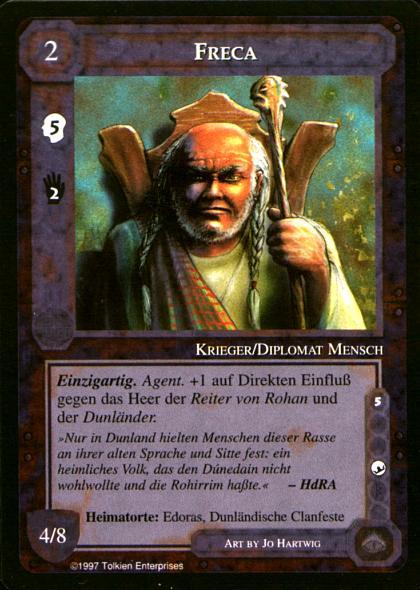 2
FRECA
5
2
KRIEGER/DIPLOMAT MENSCH
Einzigartig. Agent. +1 auf Direkten Einfluß
gegen das Heer der Reiter von Rohan und
der Dunländer.
5
»Nur in Dunland hielten Menschen dieser Rasse
an ihrer alten Sprache und Sitte fest: ein
heimliches Volk, das den Dúnedain nicht
wohlwollte und die Rohirrim haßte.« – HdRA
Heimatorte: Edoras, Dunländische Clanfeste
4/8
ART BY JO HARTWIG
©1997 Tolkien Enterprises